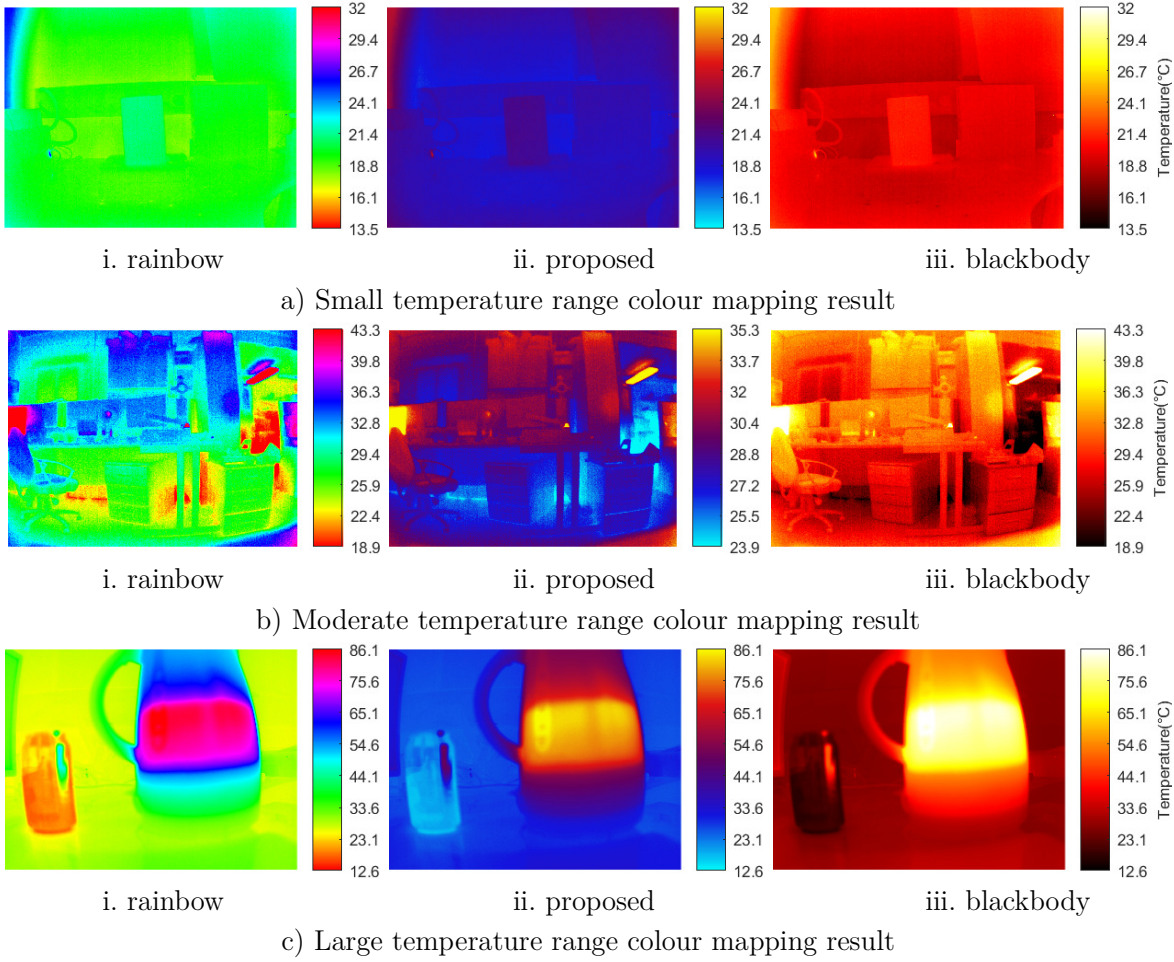 32 29.4 26.7 24.1 21.4 18.8 16.1 13.5
32 29.4 26.7 24.1 21.4 18.8 16.1 13.5
32 29.4 26.7 24.1 21.4 18.8 16.1 13.5
Temperature(°C)
i. rainbow ii. proposed iii. blackbody
a) Small temperature range colour mapping result
43.3 39.8 36.3 32.8 29.4 25.9 22.4 18.9
35.3 33.7 32 30.4 28.8 27.2 25.5 23.9
43.3 39.8 36.3 32.8 29.4 25.9 22.4 18.9
Temperature(°C)
i. rainbow ii. proposed iii. blackbody
b) Moderate temperature range colour mapping result
86.1 75.6 65.1 54.6 44.1 33.6 23.1 12.6
86.1 75.6 65.1 54.6 44.1 33.6 23.1 12.6
86.1 75.6 65.1 54.6 44.1 33.6 23.1 12.6
Temperature(°C)
i. rainbow ii. proposed iii. blackbody
c) Large temperature range colour mapping result